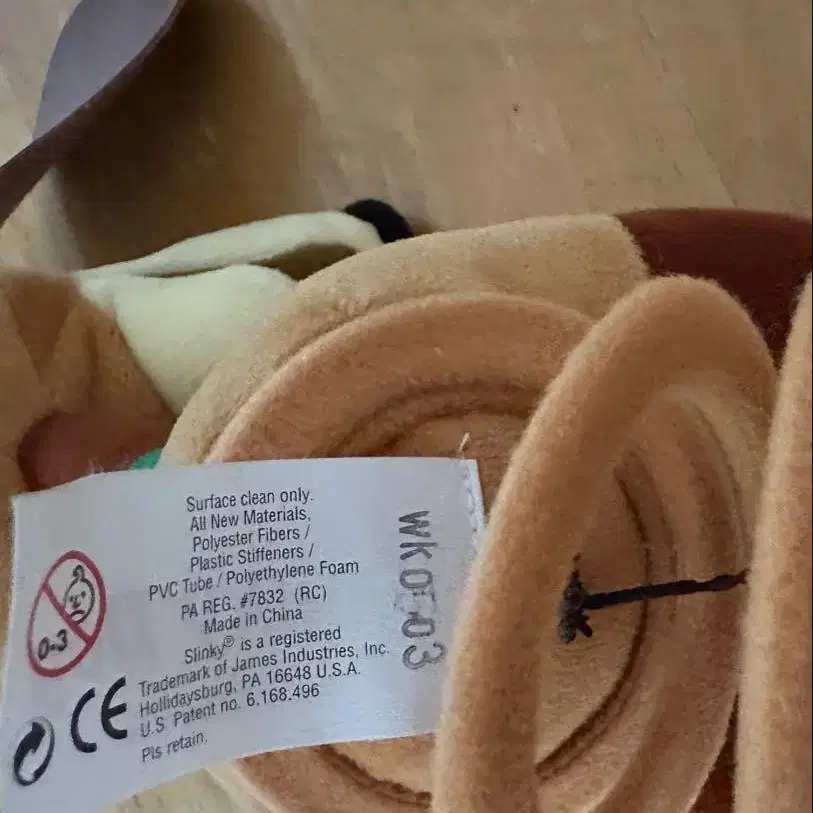 Surface clean only.
All New Materials,
Polyester Fibers /
Plastic Stiffeners /
PVC Tube / Polyethylene Foam
PA REG. #7832 (RC)
Made in China
Slinky® is a registered
Trademark of James Industries, Inc.
Hollidaysburg, PA 16648 U.S.A.
U.S Patent no. 6.168.496
Pls retain.
0-3
CE